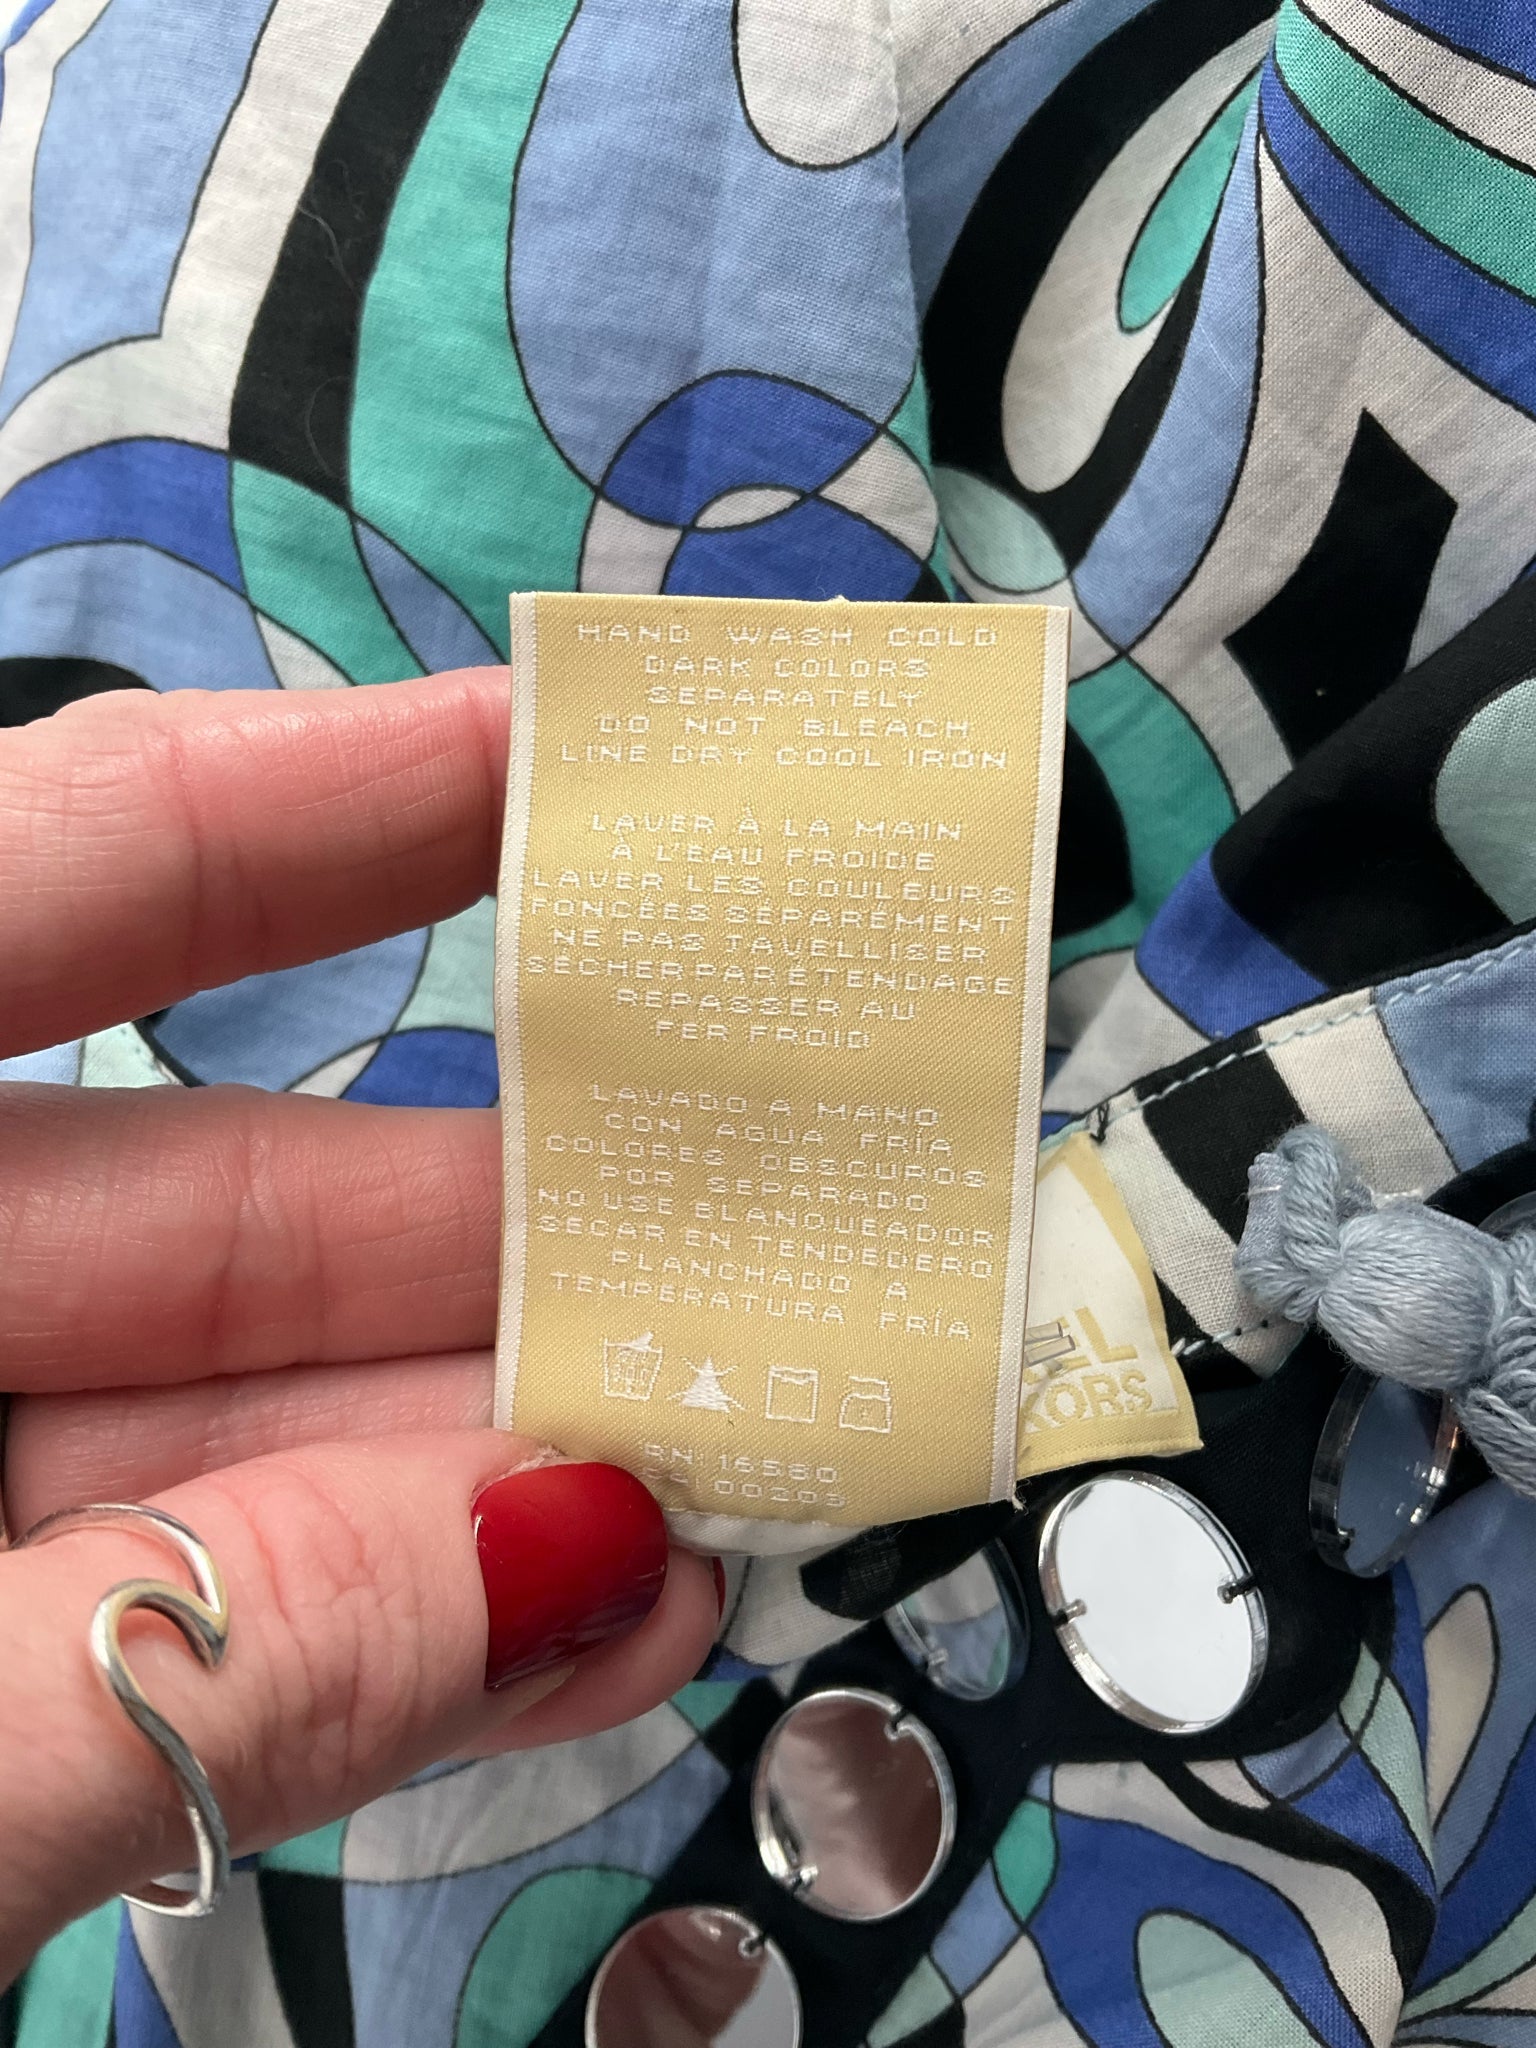 HAND WASH COLD
DARK COLORS
SEPARATELY
DO NOT BLEACH
LINE DRY COOL IRON
LAVER À LA MAIN
À L'EAU FROIDE
LAVER LES COULEURS
FONCÉES SÉPARÉMENT
NE PAS JAVELLISER
SÉCHER PAR ÉTENDAGE
REPASSER AU
FER FROID
LAVADO A MANO
CON AGUA FRÍA
COLORES OBSCUROS
POR SEPARADO
NO USE BLANQUEADOR
SECAR EN TENDEDERO
PLANCHADO A
TEMPERATURA FRÍA
RN: 16580
00203
EL
KORS